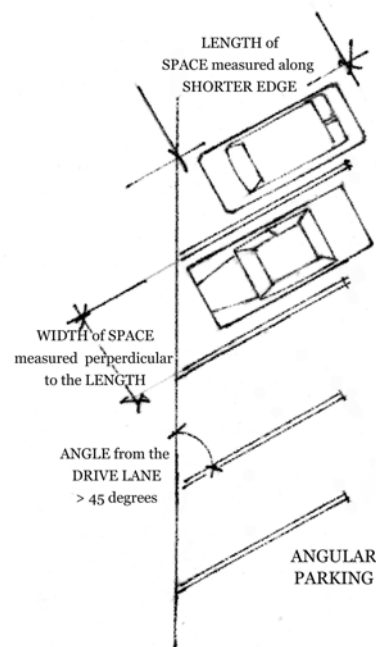 LENGTH of
SPACE measured along
SHORTER EDGE
WIDTH of SPACE
measured perperdicular
to the LENGTH
ANGLE from the
DRIVE LANE
> 45 degrees
ANGULAR
PARKING